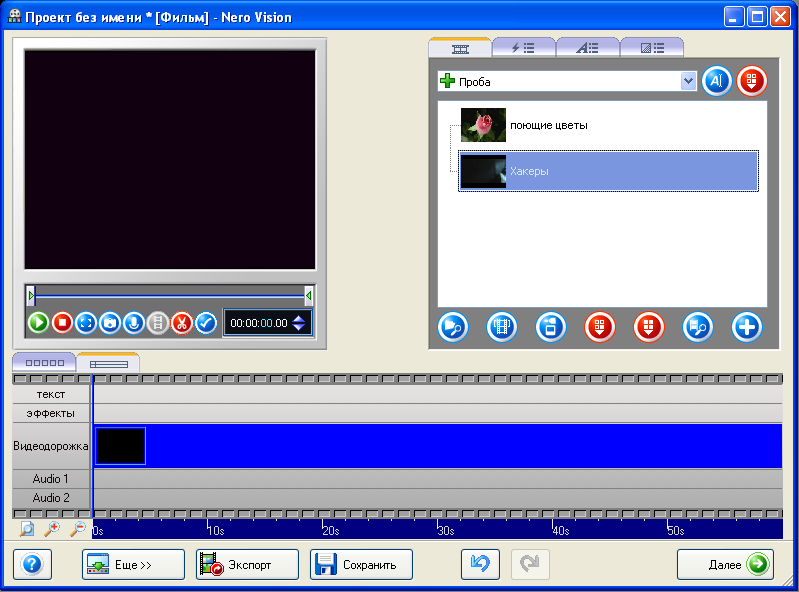 Проект без имени * [Фильм] - Nero Vision
Проба
AI
поющие цветы
Хакеры
00:00:00.00
A
текст
эффекты
Видеодорожка
Audio 1
Audio 2
0s 10s 20s 30s 40s 50s
Еще >>
Экспорт
Сохранить
Далее